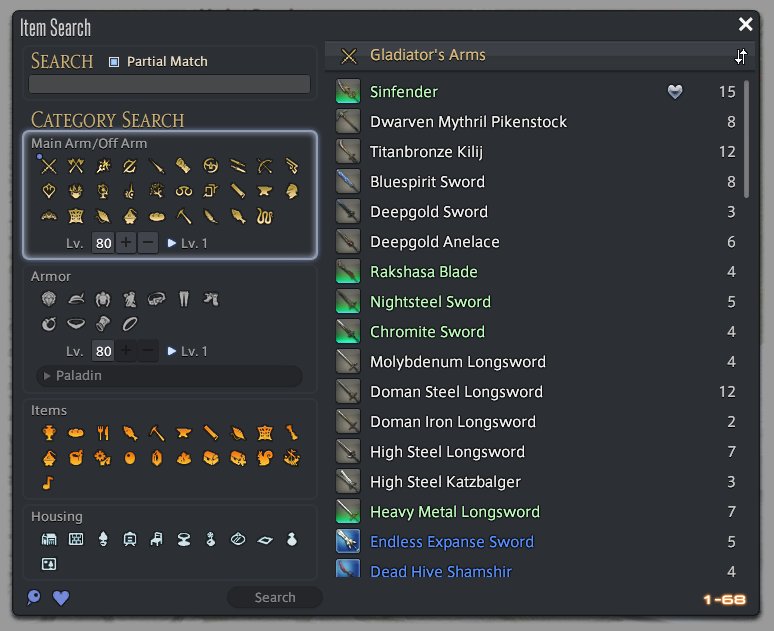 Item Search
SEARCH Partial Match
CATEGORY SEARCH
Main Arm/Off Arm
Lv. 80 + − Lv. 1
Armor
Lv. 80 + − Lv. 1
Paladin
Items
Housing
Search
Gladiator's Arms
Sinfender 15
Dwarven Mythril Pikenstock 8
Titanbronze Kilij 12
Bluespirit Sword 8
Deepgold Sword 3
Deepgold Anelace 6
Rakshasa Blade 4
Nightsteel Sword 5
Chromite Sword 4
Molybdenum Longsword 4
Doman Steel Longsword 12
Doman Iron Longsword 2
High Steel Longsword 7
High Steel Katzbalger 3
Heavy Metal Longsword 7
Endless Expanse Sword 5
Dead Hive Shamshir 4
1-68